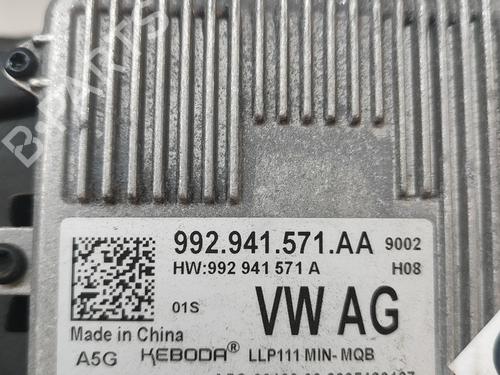 B-PARTS
992.941.571.AA 9002
HW:992 941 571 A H08
01S VW AG
Made in China
A5G KEBODA® LLP111 MIN-MQB